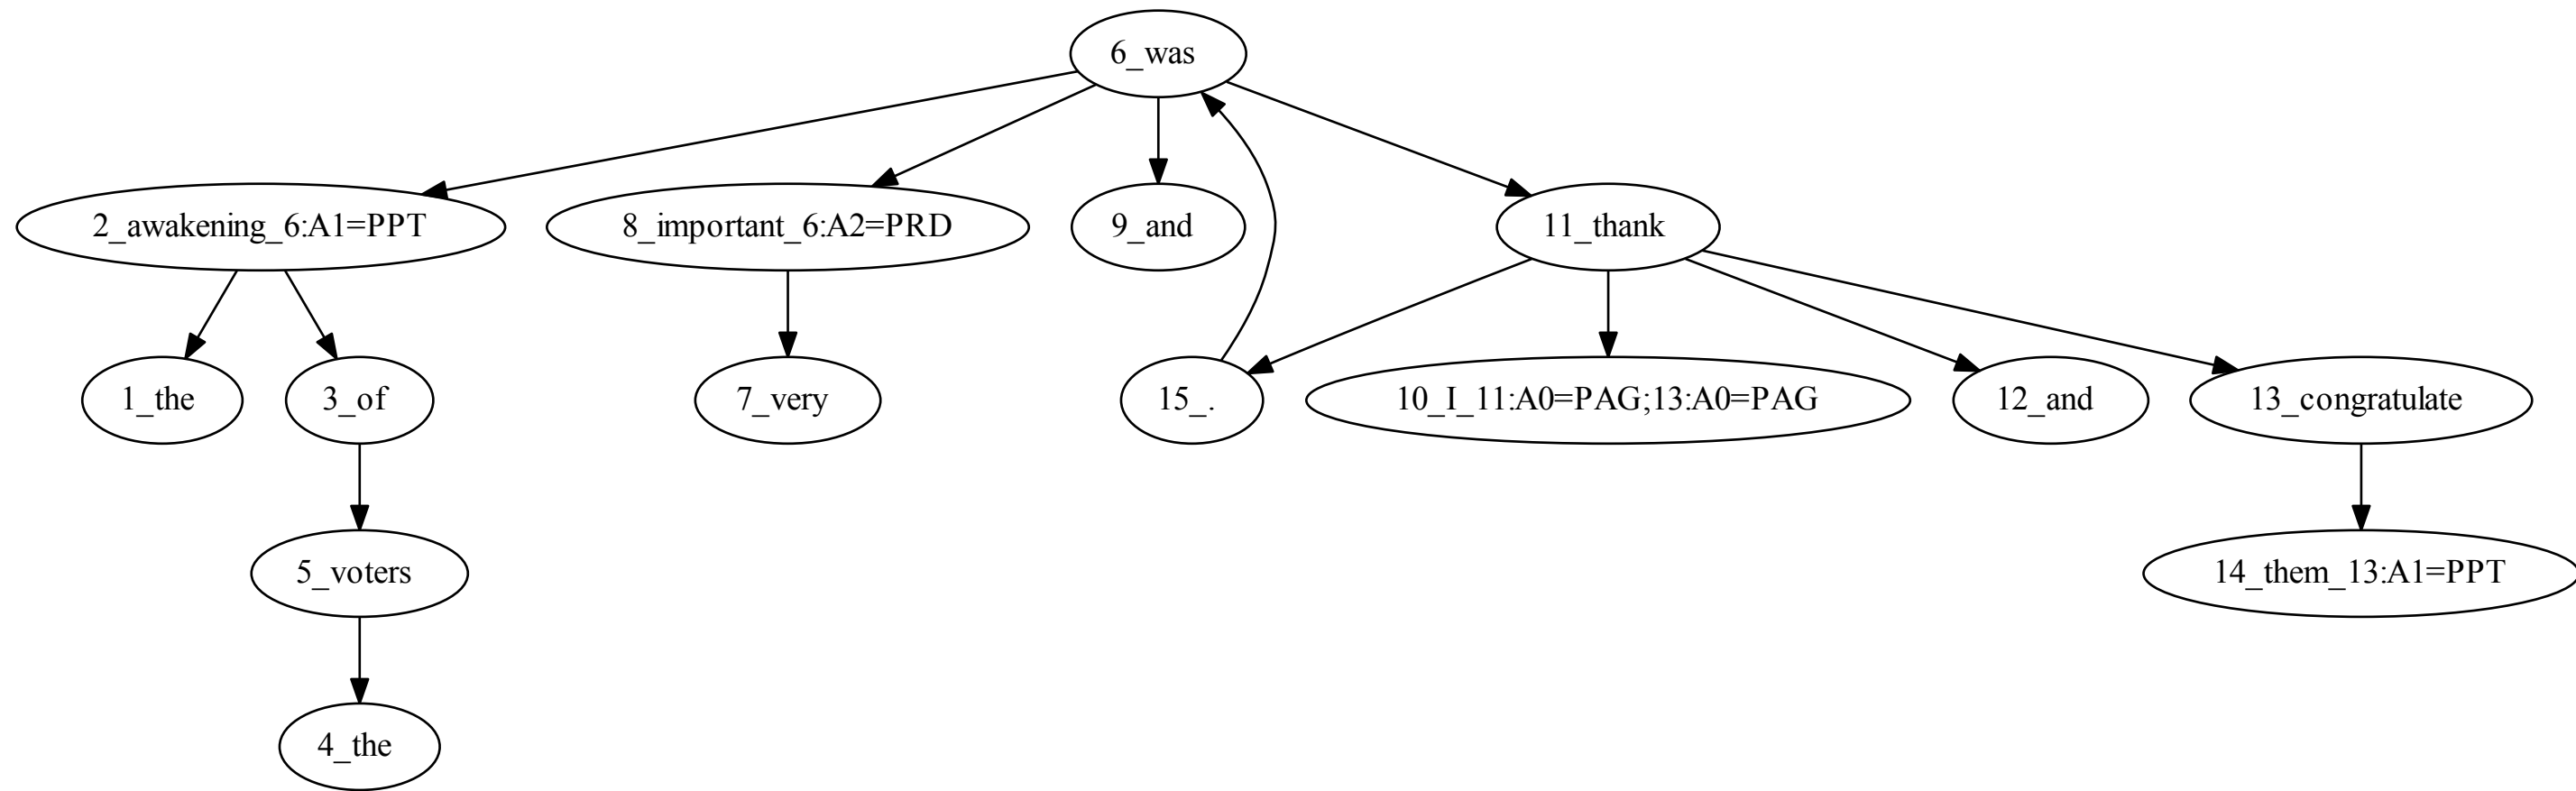 6_was
2_awakening_6:A1=PPT
8_important_6:A2=PRD
9_and
11_thank
1_the
3_of
7_very
15_.
10_I_11:A0=PAG;13:A0=PAG
12_and
13_congratulate
5_voters
14_them_13:A1=PPT
4_the